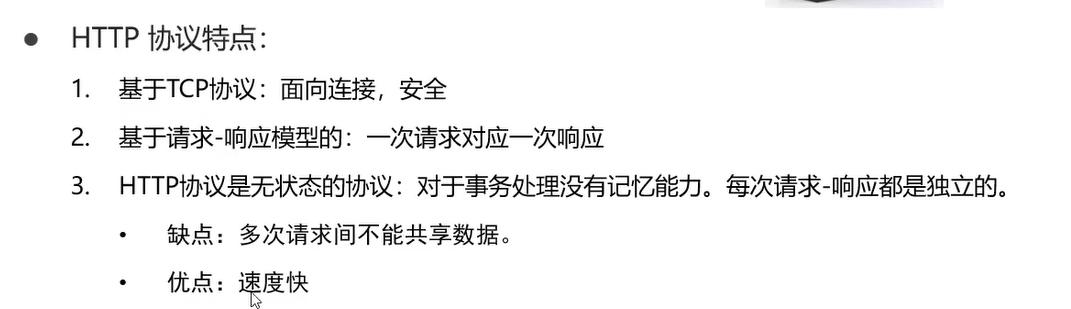 ● HTTP 协议特点：
1. 基于TCP协议：面向连接，安全
2. 基于请求-响应模型的：一次请求对应一次响应
3. HTTP协议是无状态的协议：对于事务处理没有记忆能力。每次请求-响应都是独立的。
• 缺点：多次请求间不能共享数据。
• 优点：速度快